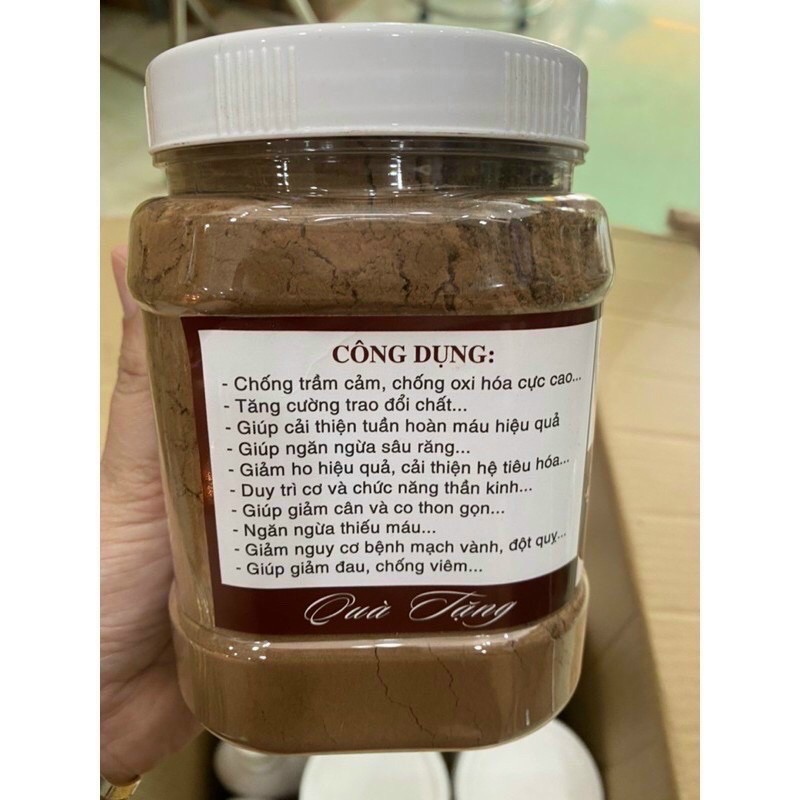 CÔNG DỤNG:
- Chống trầm cảm, chống oxi hóa cực cao...
- Tăng cường trao đổi chất...
- Giúp cải thiện tuần hoàn máu hiệu quả
- Giúp ngăn ngừa sâu răng...
- Giảm ho hiệu quả, cải thiện hệ tiêu hóa...
- Duy trì cơ và chức năng thần kinh...
- Giúp giảm cân và co thon gọn...
- Ngăn ngừa thiếu máu...
- Giảm nguy cơ bệnh mạch vành, đột quỵ...
- Giúp giảm đau, chống viêm...
Quà Tặng